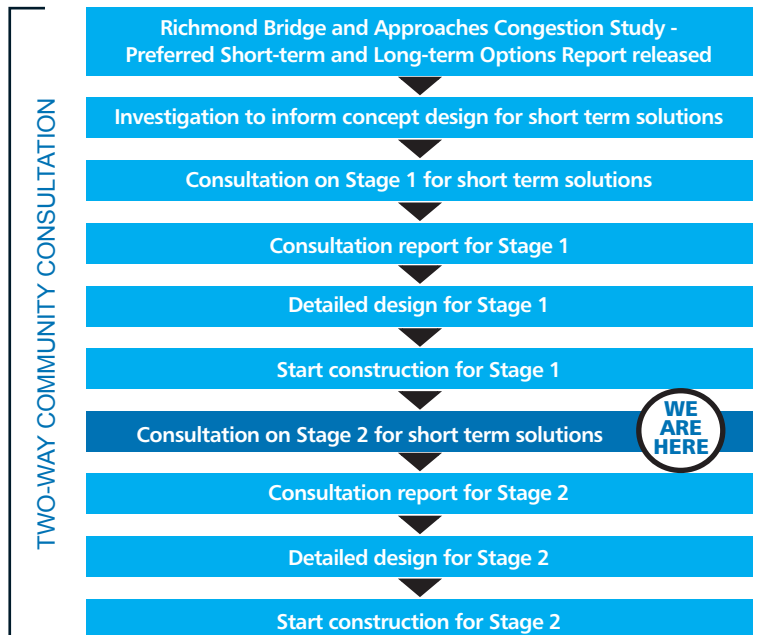 TWO-WAY COMMUNITY CONSULTATION
Richmond Bridge and Approaches Congestion Study -
Preferred Short-term and Long-term Options Report released
Investigation to inform concept design for short term solutions
Consultation on Stage 1 for short term solutions
Consultation report for Stage 1
Detailed design for Stage 1
Start construction for Stage 1
Consultation on Stage 2 for short term solutions
WE
ARE
HERE
Consultation report for Stage 2
Detailed design for Stage 2
Start construction for Stage 2